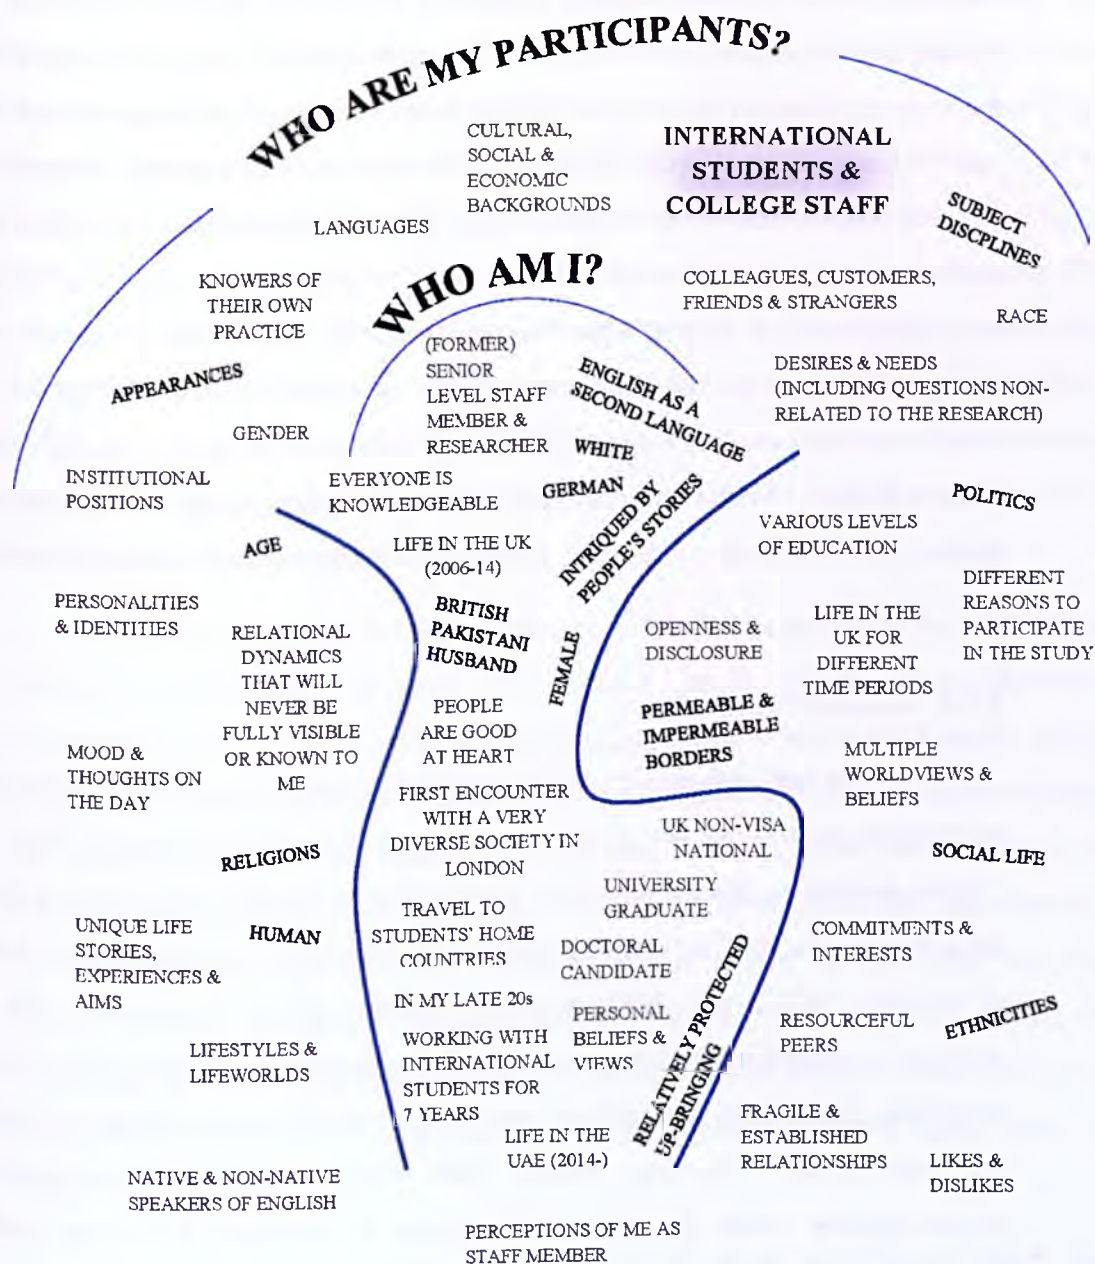 WHO ARE MY PARTICIPANTS?
CULTURAL,
SOCIAL &
ECONOMIC
BACKGROUNDS
INTERNATIONAL
STUDENTS &
COLLEGE STAFF
SUBJECT
DISCPLINES
LANGUAGES
KNOWERS OF
THEIR OWN
PRACTICE
WHO AM I?
COLLEAGUES, CUSTOMERS,
FRIENDS & STRANGERS
RACE
APPEARANCES
(FORMER)
SENIOR
LEVEL STAFF
MEMBER &
RESEARCHER
ENGLISH AS A
SECOND LANGUAGE
DESIRES & NEEDS
(INCLUDING QUESTIONS NON-
RELATED TO THE RESEARCH)
GENDER
WHITE
INSTITUTIONAL
POSITIONS
EVERYONE IS
KNOWLEDGEABLE
GERMAN
INTRIQUED BY
PEOPLE'S STORIES
POLITICS
VARIOUS LEVELS
OF EDUCATION
AGE
LIFE IN THE UK
(2006-14)
PERSONALITIES
& IDENTITIES
BRITISH
PAKISTANI
HUSBAND
FEMALE
DIFFERENT
REASONS TO
PARTICIPATE
IN THE STUDY
RELATIONAL
DYNAMICS
THAT WILL
NEVER BE
FULLY VISIBLE
OR KNOWN TO
ME
OPENNESS &
DISCLOSURE
LIFE IN THE
UK FOR
DIFFERENT
TIME PERIODS
PEOPLE
ARE GOOD
AT HEART
PERMEABLE &
IMPERMEABLE
BORDERS
MOOD &
THOUGHTS ON
THE DAY
MULTIPLE
WORLDVIEWS &
BELIEFS
FIRST ENCOUNTER
WITH A VERY
DIVERSE SOCIETY IN
LONDON
UK NON-VISA
NATIONAL
RELIGIONS
SOCIAL LIFE
UNIVERSITY
GRADUATE
UNIQUE LIFE
STORIES,
EXPERIENCES &
AIMS
HUMAN
TRAVEL TO
STUDENTS' HOME
COUNTRIES
DOCTORAL
CANDIDATE
COMMITMENTS &
INTERESTS
IN MY LATE 20s
PERSONAL
BELIEFS &
VIEWS
RELATIVELY PROTECTED
UP-BRINGING
RESOURCEFUL
PEERS
ETHNICITIES
LIFESTYLES &
LIFEWORLDS
WORKING WITH
INTERNATIONAL
STUDENTS FOR
7 YEARS
LIFE IN THE
UAE (2014-)
FRAGILE &
ESTABLISHED
RELATIONSHIPS
LIKES &
DISLIKES
NATIVE & NON-NATIVE
SPEAKERS OF ENGLISH
PERCEPTIONS OF ME AS
STAFF MEMBER